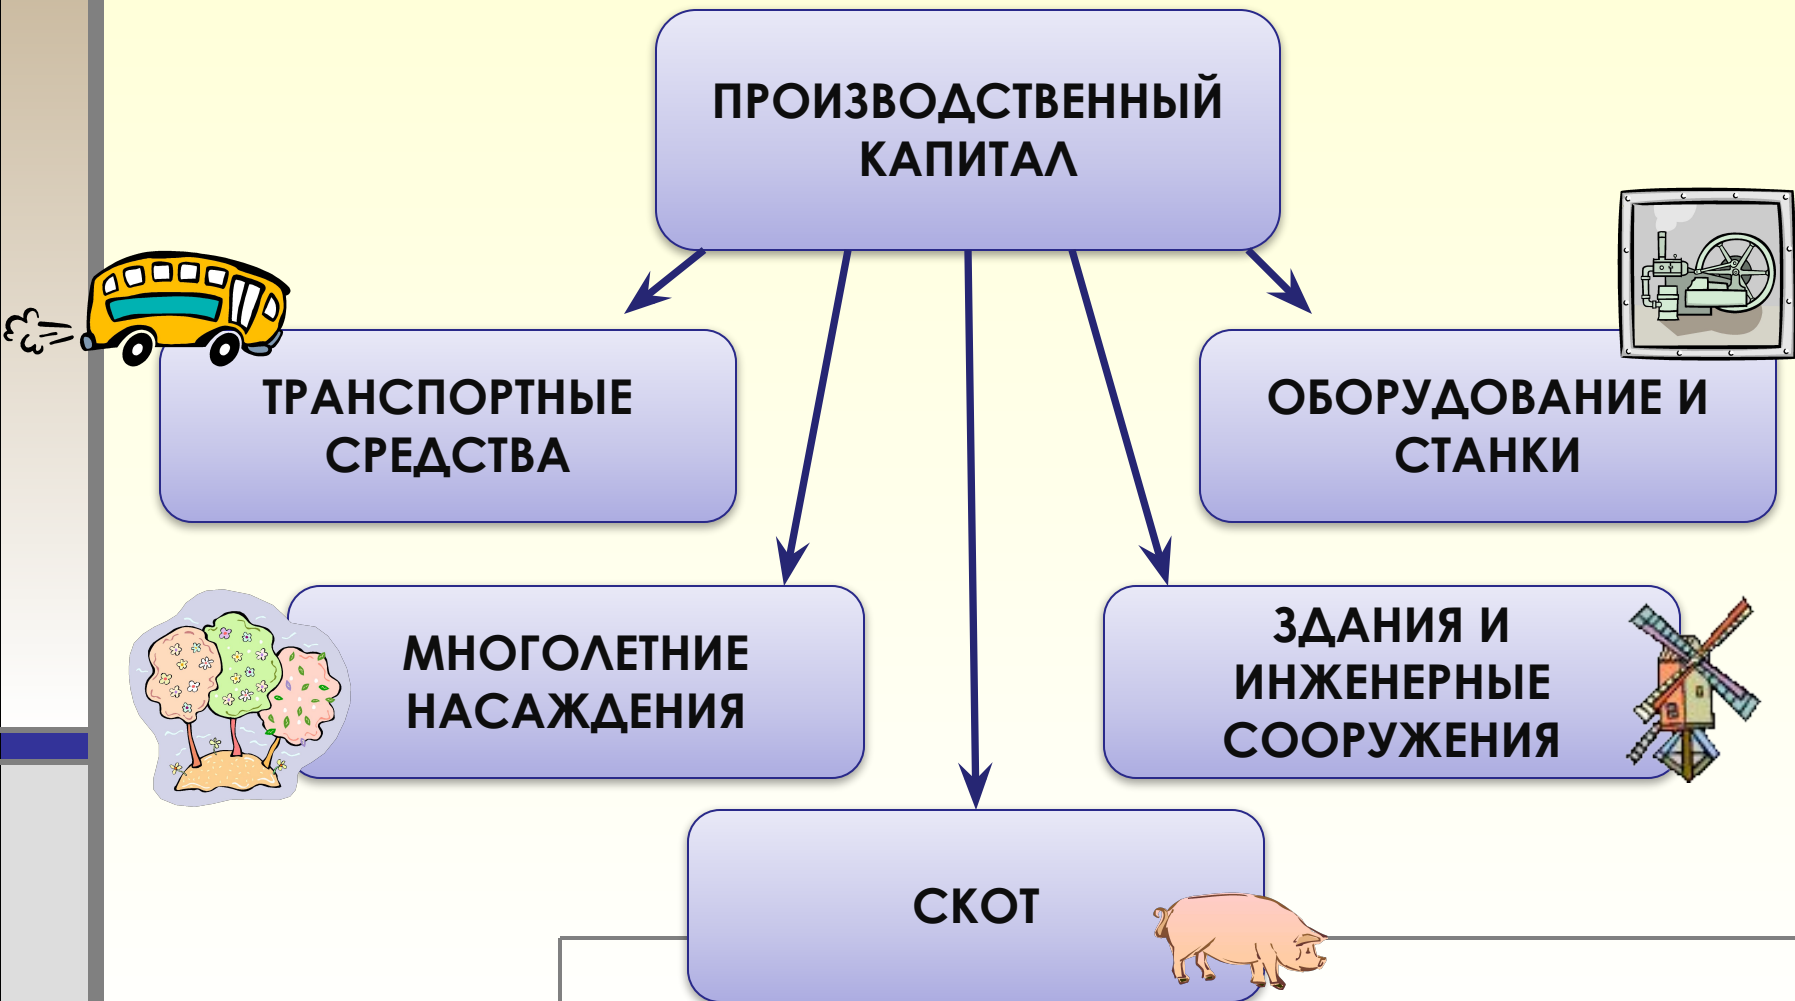 ПРОИЗВОДСТВЕННЫЙ
КАПИТАЛ
ТРАНСПОРТНЫЕ
СРЕДСТВА
ОБОРУДОВАНИЕ И
СТАНКИ
МНОГОЛЕТНИЕ
НАСАЖДЕНИЯ
ЗДАНИЯ И
ИНЖЕНЕРНЫЕ
СООРУЖЕНИЯ
СКОТ